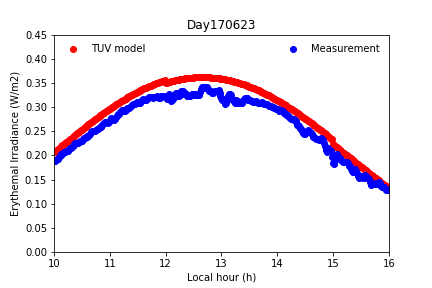 Day170623
TUV model
Measurement
Erythemal Irradiance (W/m2)
0.45
0.40
0.35
0.30
0.25
0.20
0.15
0.10
0.05
0.00
10 11 12 13 14 15 16
Local hour (h)